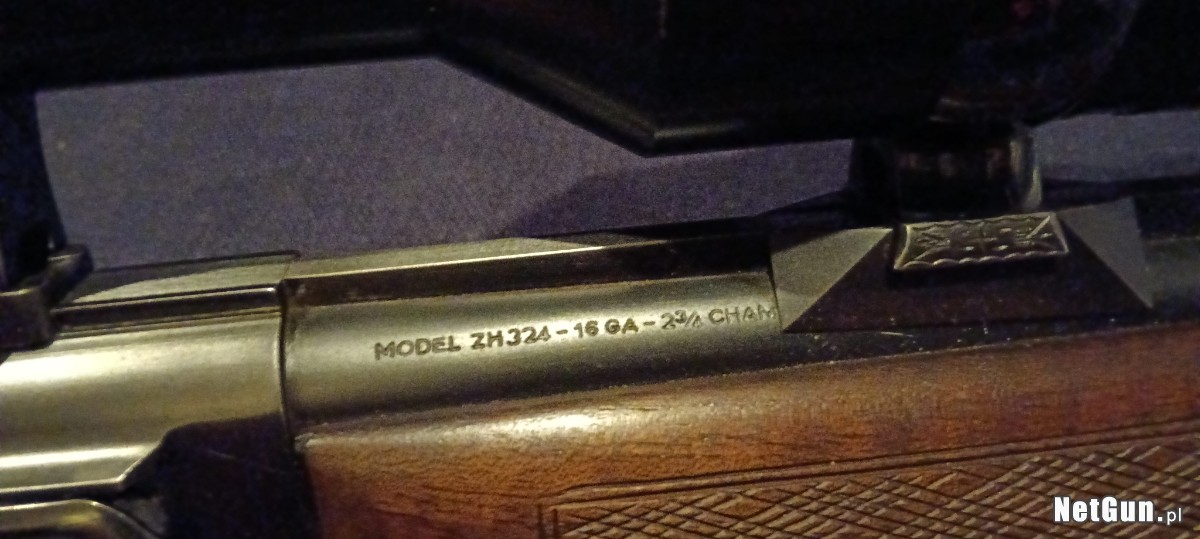 MODEL ZH 324 - 16 GA - 2¾ CHAM
NetGun.pl